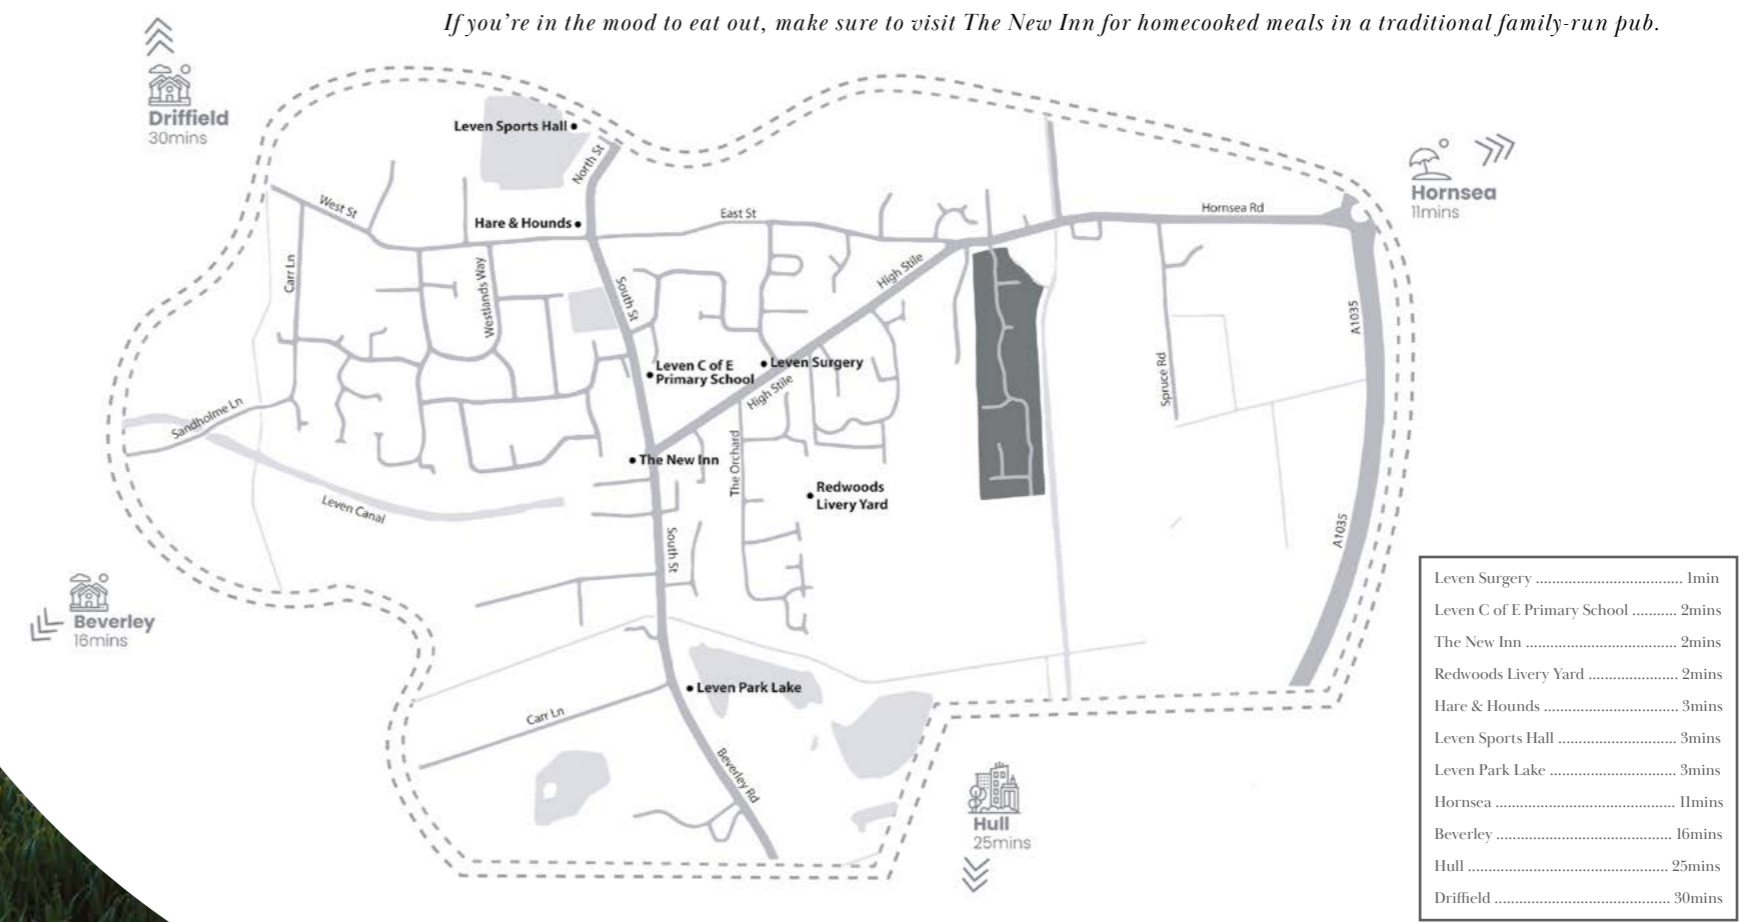 If you're in the mood to eat out, make sure to visit The New Inn for homecooked meals in a traditional family-run pub.
Driffield
30mins
Leven Sports Hall
North St
Hornsea
11mins
West St
Hare & Hounds
East St
Hornsea Rd
Carr Ln
Westlands Way
South St
High Stile
A1035
Leven C of E
Primary School
Leven Surgery
High Stile
Spruce Rd
Sandholme Ln
The New Inn
The Orchard
Redwoods
Livery Yard
Leven Canal
South St
A1035
Beverley
16mins
Leven Park Lake
Carr Ln
Beverley Rd
Hull
25mins
Leven Surgery .................................... 1min
Leven C of E Primary School ........... 2mins
The New Inn ..................................... 2mins
Redwoods Livery Yard ...................... 2mins
Hare & Hounds ................................. 3mins
Leven Sports Hall ............................. 3mins
Leven Park Lake ............................... 3mins
Hornsea ............................................ 11mins
Beverley ........................................... 16mins
Hull ................................................. 25mins
Driffield ........................................... 30mins